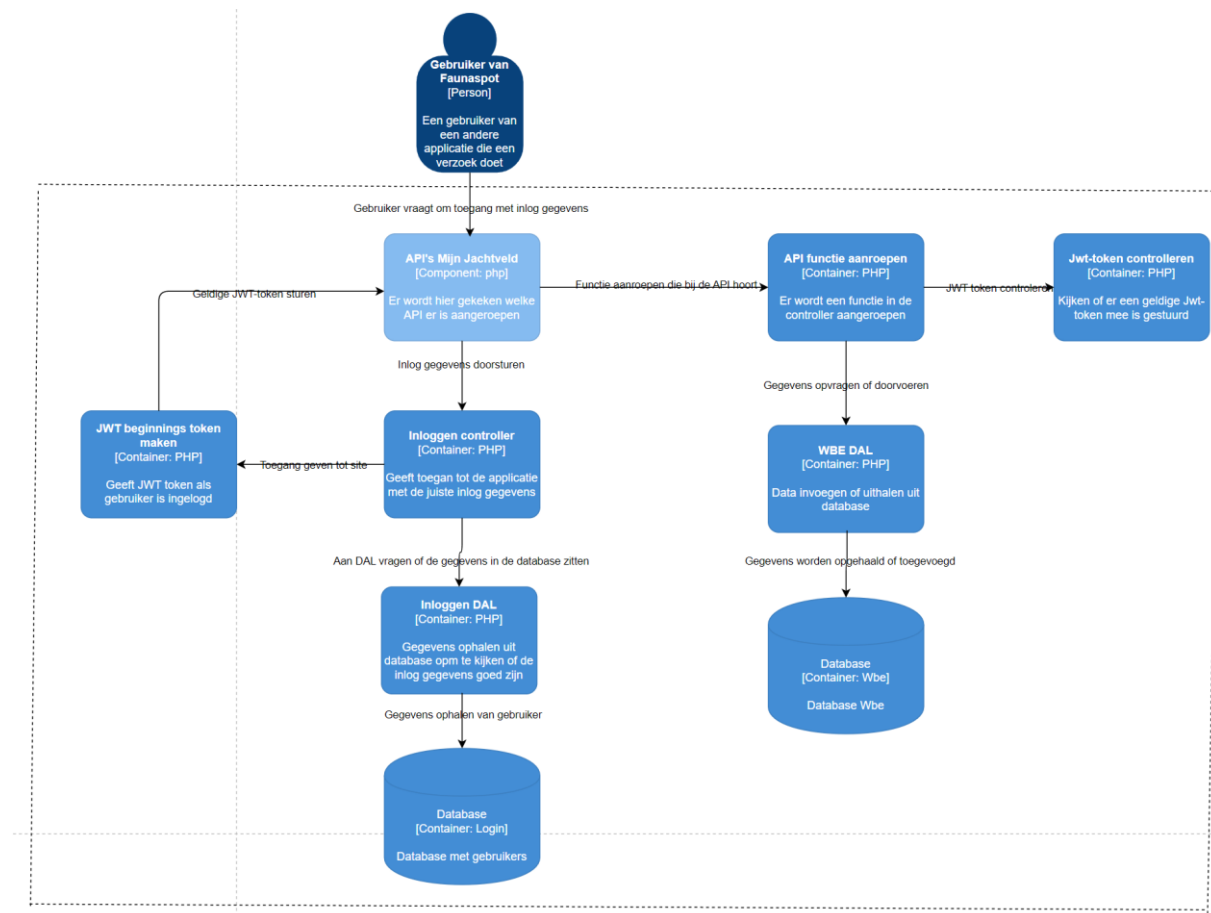 Gebruiker van
Faunaspot
[Person]
Een gebruiker van
een andere
applicatie die een
verzoek doet
Gebruiker vraagt om toegang met inlog gegevens
API's Mijn Jachtveld
[Component: php]
Er wordt hier gekeken welke
API er is aangeroepen
Functie aanroepen die bij de API hoort
API functie aanroepen
[Container: PHP]
Er wordt een functie in de
controller aangeroepen
JWT token controleren
Jwt-token controlleren
[Container: PHP]
Kijken of er een geldige Jwt-
token mee is gestuurd
Geldige JWT-token sturen
Inlog gegevens doorsturen
Gegevens opvragen of doorvoeren
JWT beginnings token
maken
[Container: PHP]
Geeft JWT token als
gebruiker is ingelogd
Toegang geven tot site
Inloggen controller
[Container: PHP]
Geeft toegan tot de applicatie
met de juiste inlog gegevens
WBE DAL
[Container: PHP]
Data invoegen of uithalen uit
database
Aan DAL vragen of de gegevens in de database zitten
Gegevens worden opgehaald of toegevoegd
Inloggen DAL
[Container: PHP]
Gegevens ophalen uit
database opm te kijken of de
inlog gegevens goed zijn
Database
[Container: Wbe]
Database Wbe
Gegevens ophalen van gebruiker
Database
[Container: Login]
Database met gebruikers